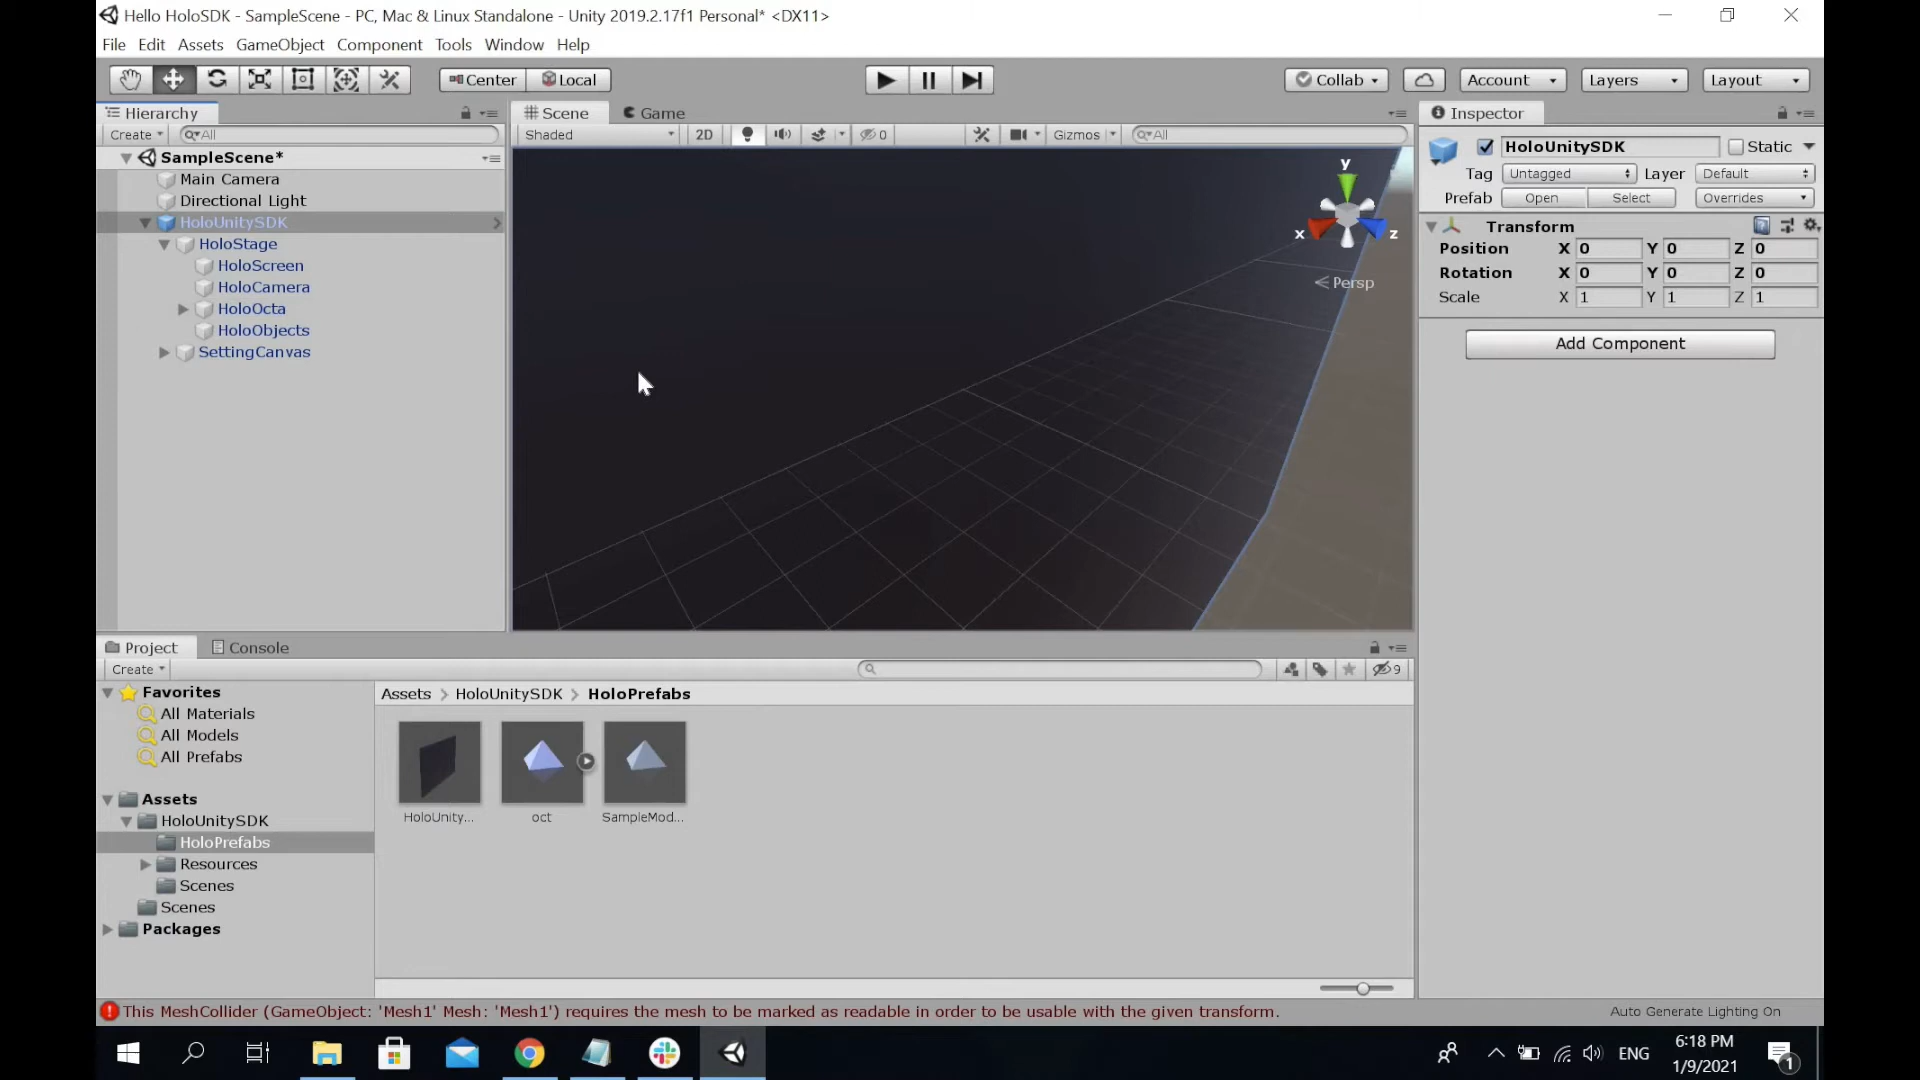 Hello HoloSDK - SampleScene - PC, Mac & Linux Standalone - Unity 2019.2.17f1 Personal* <DX11>
File Edit Assets GameObject Component Tools Window Help
Center Local Collab Account Layers Layout
Hierarchy
Create All
SampleScene*
Main Camera
Directional Light
HoloUnitySDK
HoloStage
HoloScreen
HoloCamera
HoloOcta
HoloObjects
SettingCanvas
Scene Game
Shaded 2D 0 Gizmos All
y
x z
Persp
Inspector
HoloUnitySDK Static
Tag Untagged Layer Default
Prefab Open Select Overrides
Transform
Position X 0 Y 0 Z 0
Rotation X 0 Y 0 Z 0
Scale X 1 Y 1 Z 1
Add Component
Project Console
Create 9
Favorites
All Materials
All Models
All Prefabs
Assets
HoloUnitySDK
HoloPrefabs
Resources
Scenes
Scenes
Packages
Assets > HoloUnitySDK > HoloPrefabs
HoloUnity... oct SampleMod...
This MeshCollider (GameObject: 'Mesh1' Mesh: 'Mesh1') requires the mesh to be marked as readable in order to be usable with the given transform.
Auto Generate Lighting On
ENG
6:18 PM
1/9/2021
1